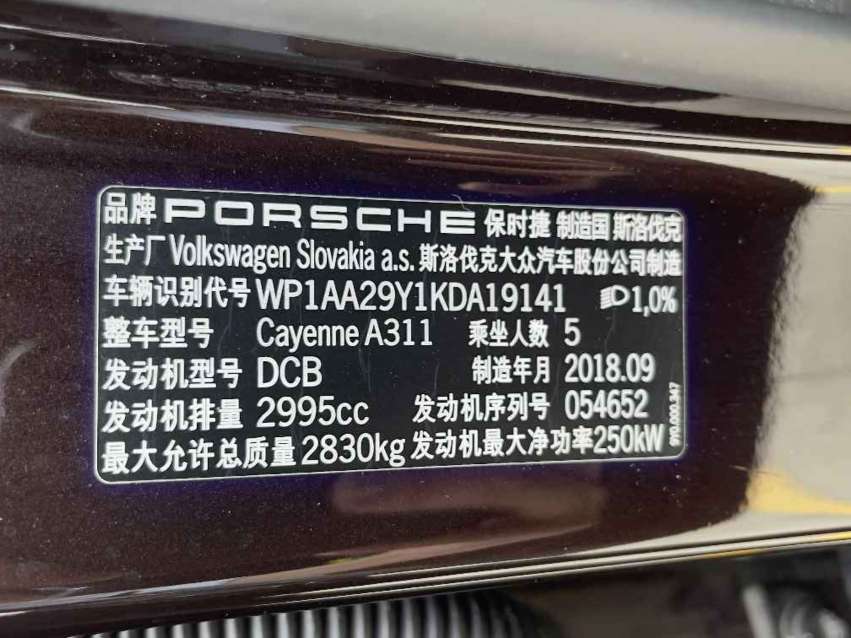 品牌 PORSCHE 保时捷 制造国 斯洛伐克
生产厂 Volkswagen Slovakia a.s. 斯洛伐克大众汽车股份公司制造
车辆识别代号 WP1AA29Y1KDA19141 1,0%
整车型号 Cayenne A311 乘坐人数 5
发动机型号 DCB 制造年月 2018.09
发动机排量 2995cc 发动机序列号 054652
最大允许总质量 2830kg 发动机最大净功率 250kW
910.000.347